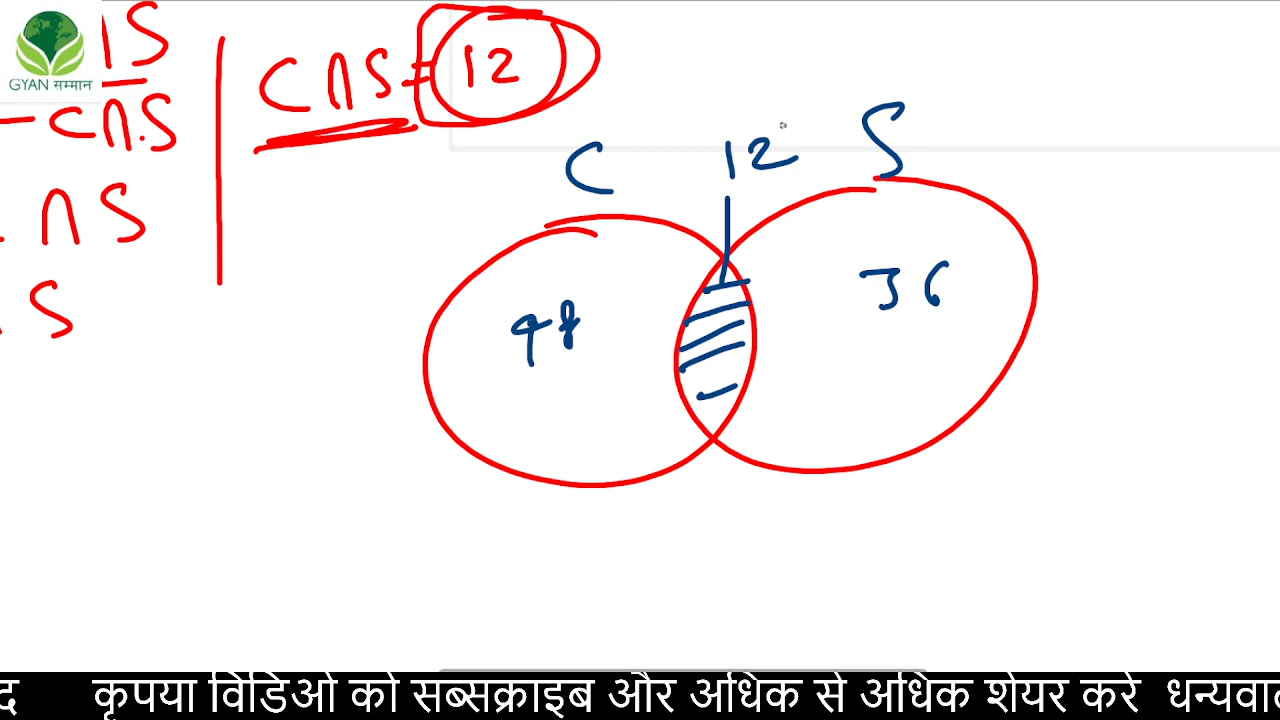 GYAN सम्मान
∩S
- C∩S
∩ S
S
C∩S = 12
C 12 S
48 36
द कृपया विडिओ को सब्सक्राइब और अधिक से अधिक शेयर करे धन्यवाद